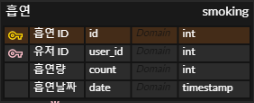 흡연 smoking
흡연 ID id Domain int
유저 ID user_id Domain int
흡연량 count Domain int
흡연날짜 date Domain timestamp